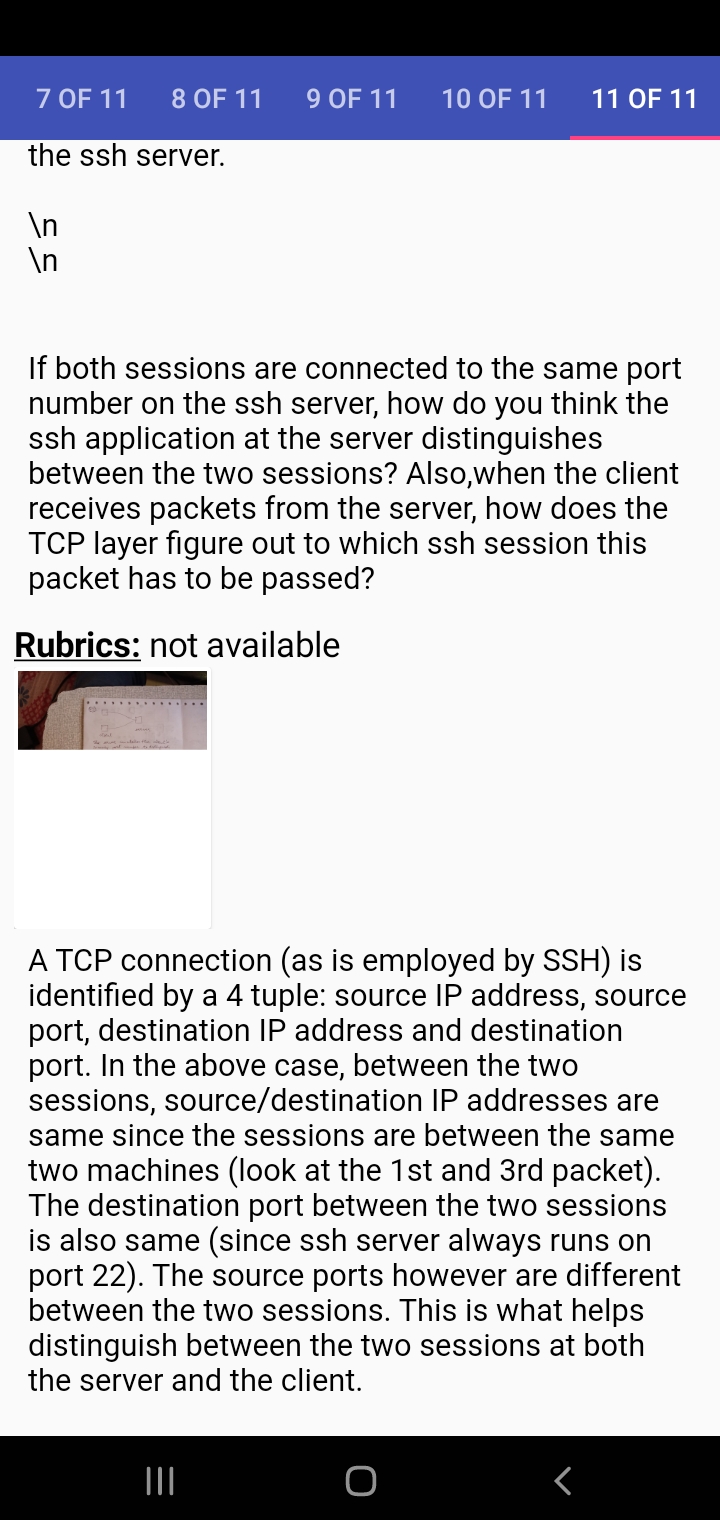 7 OF 11 8 OF 11 9 OF 11 10 OF 11 11 OF 11
the ssh server.
\n
\n
If both sessions are connected to the same port
number on the ssh server, how do you think the
ssh application at the server distinguishes
between the two sessions? Also,when the client
receives packets from the server, how does the
TCP layer figure out to which ssh session this
packet has to be passed?
Rubrics: not available
A TCP connection (as is employed by SSH) is
identified by a 4 tuple: source IP address, source
port, destination IP address and destination
port. In the above case, between the two
sessions, source/destination IP addresses are
same since the sessions are between the same
two machines (look at the 1st and 3rd packet).
The destination port between the two sessions
is also same (since ssh server always runs on
port 22). The source ports however are different
between the two sessions. This is what helps
distinguish between the two sessions at both
the server and the client.